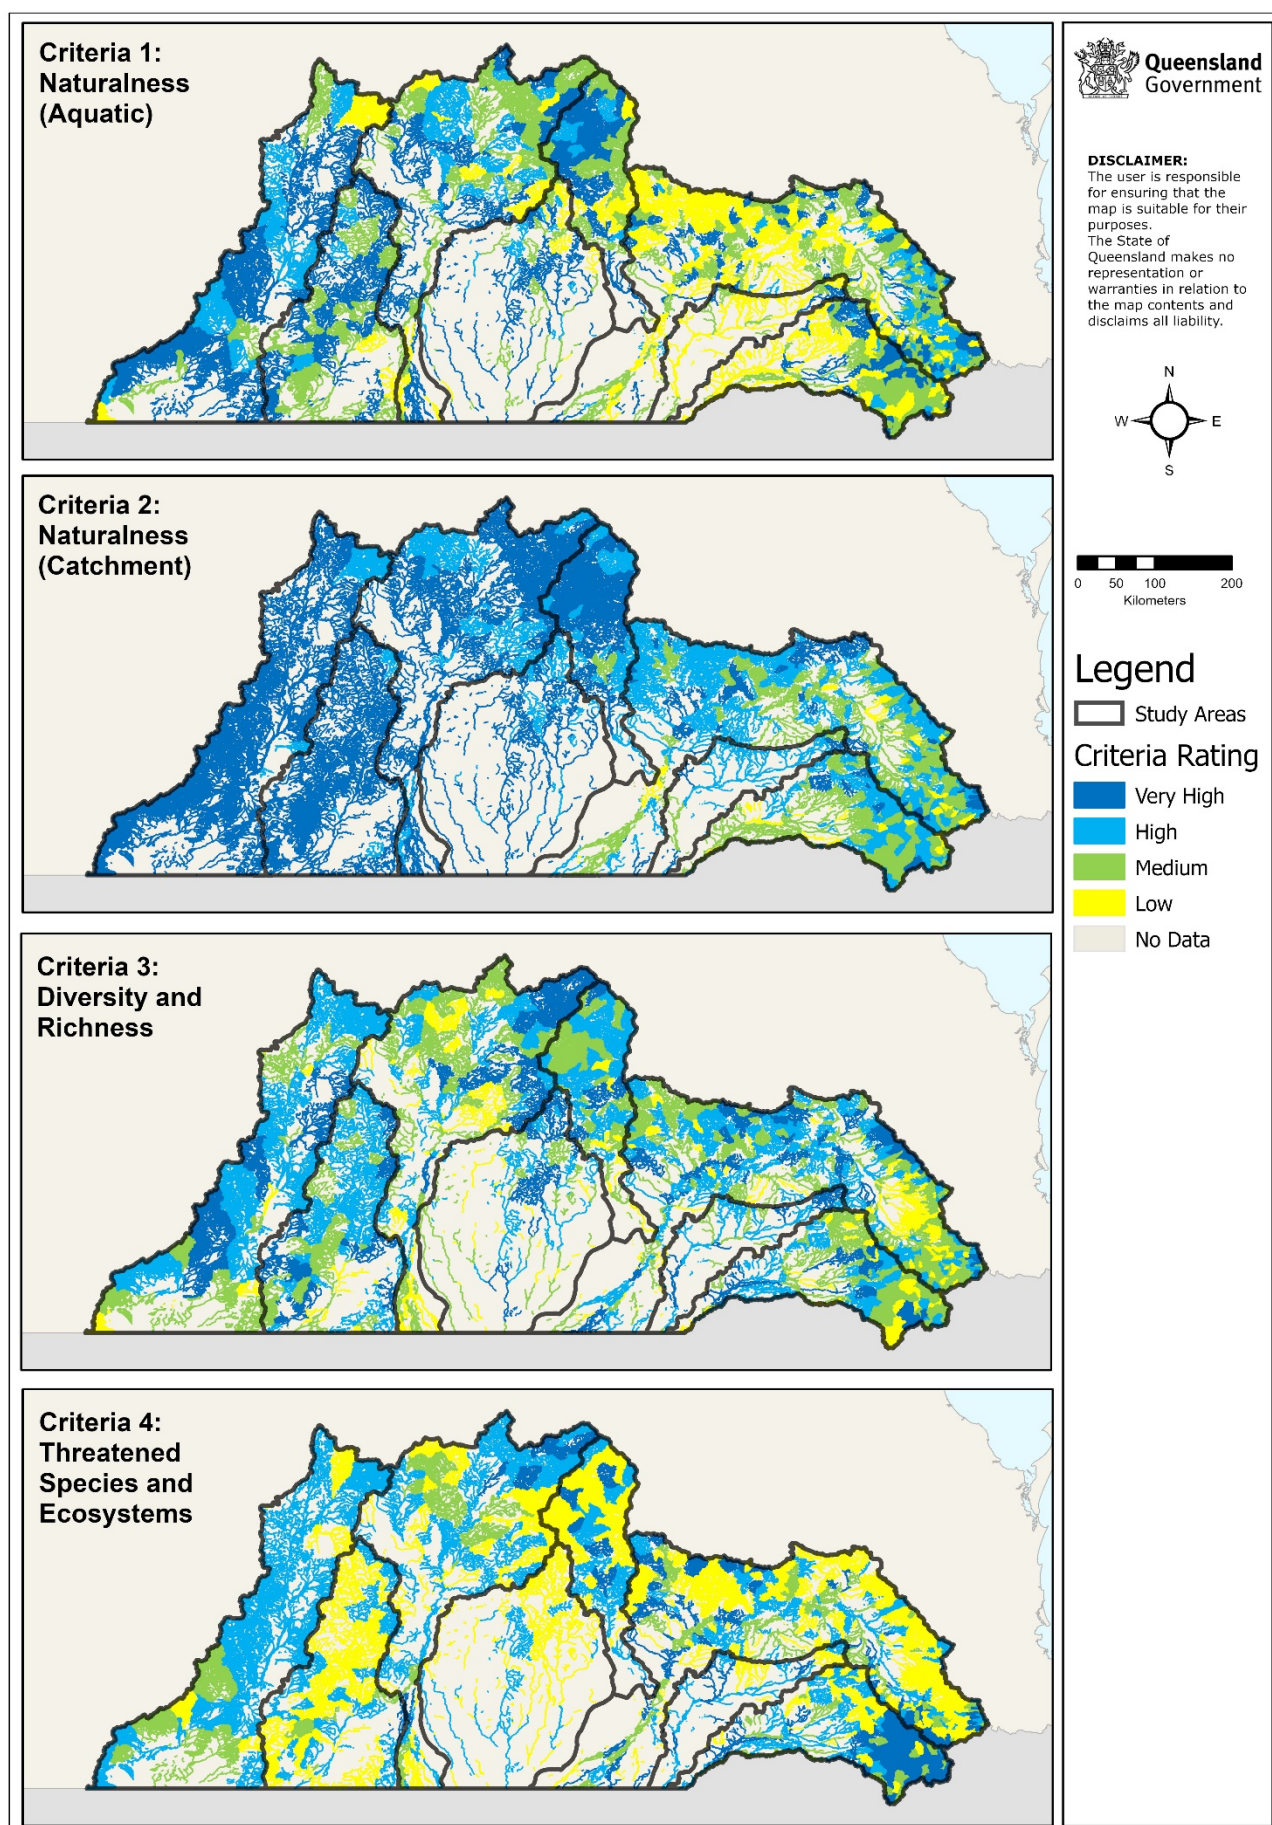 Criteria 1:
Naturalness
(Aquatic)
Criteria 2:
Naturalness
(Catchment)
Criteria 3:
Diversity and
Richness
Criteria 4:
Threatened
Species and
Ecosystems
Queensland
Government
DISCLAIMER:
The user is responsible
for ensuring that the
map is suitable for their
purposes.
The State of
Queensland makes no
representation or
warranties in relation to
the map contents and
disclaims all liability.
N
W E
S
0 50 100 200
Kilometers
Legend
Study Areas
Criteria Rating
Very High
High
Medium
Low
No Data